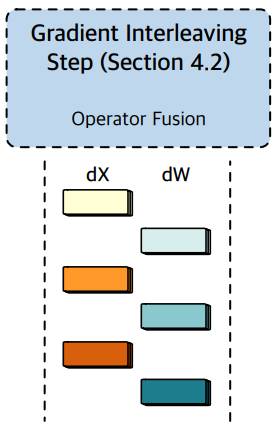 Gradient Interleaving
Step (Section 4.2)
Operator Fusion
dX dW